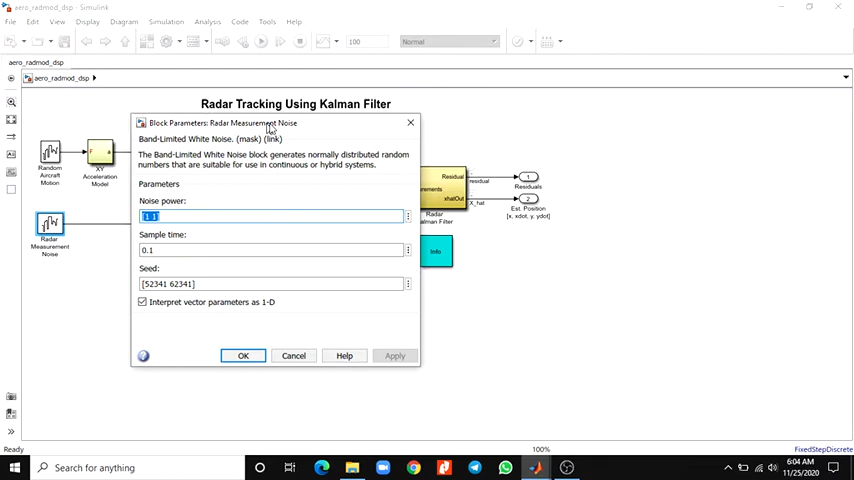 aero_radmod_dsp - Simulink
File Edit View Display Diagram Simulation Analysis Code Tools Help
100 Normal
aero_radmod_dsp
aero_radmod_dsp
Radar Tracking Using Kalman Filter
Block Parameters: Radar Measurement Noise
Band-Limited White Noise. (mask) (link)
The Band-Limited White Noise block generates normally distributed random
numbers that are suitable for use in continuous or hybrid systems.
Parameters
Noise power:
[1 1]
Sample time:
0.1
Seed:
[52341 62341]
Interpret vector parameters as 1-D
OK Cancel Help Apply
Random
Aircraft
Motion
F a
XY
Acceleration
Model
Radar
Measurement
Noise
Residual
residual
1
Residuals
xhatOut
X_hat
2
Est. Position
[x, xdot, y, ydot]
Radar
Info
Ready 100% FixedStepDiscrete
Search for anything
6:04 AM
11/25/2020